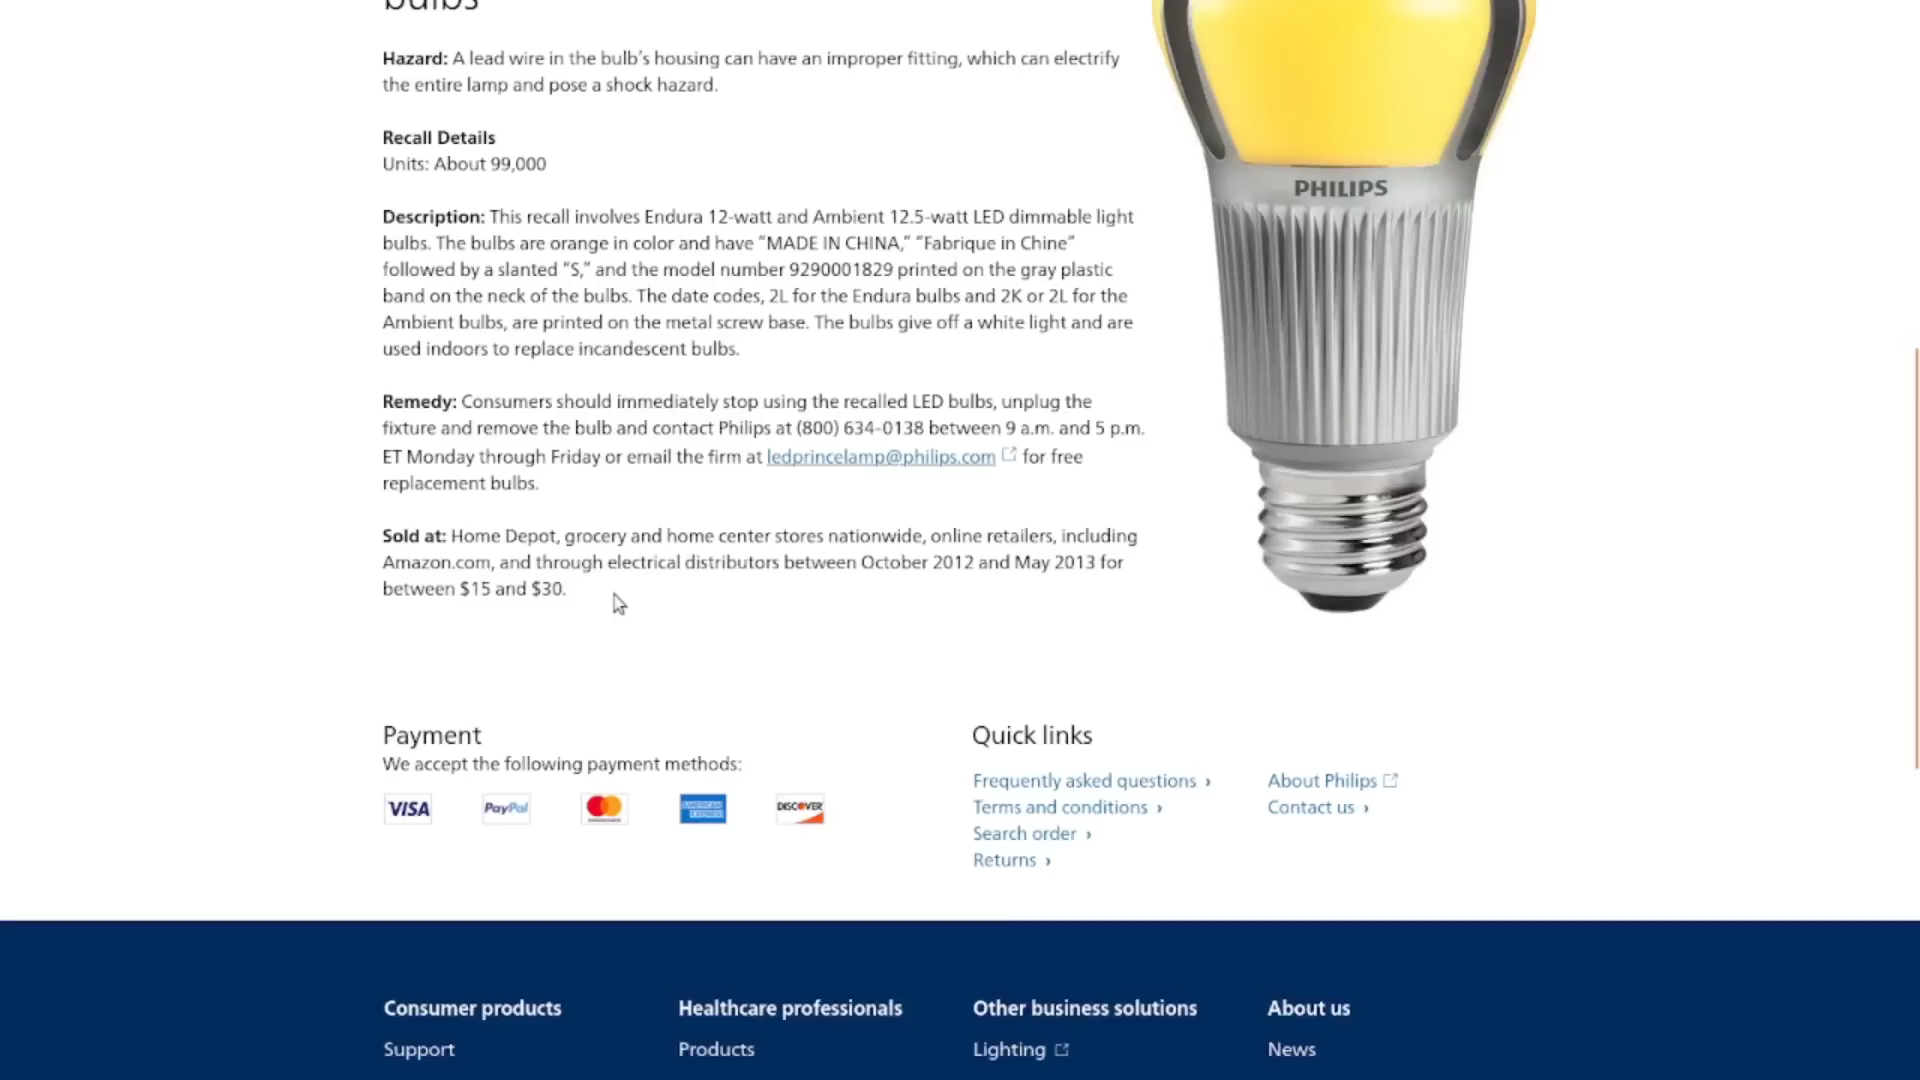 bulbs
Hazard: A lead wire in the bulb's housing can have an improper fitting, which can electrify
the entire lamp and pose a shock hazard.
Recall Details
Units: About 99,000
Description: This recall involves Endura 12-watt and Ambient 12.5-watt LED dimmable light
bulbs. The bulbs are orange in color and have “MADE IN CHINA,” “Fabrique in Chine”
followed by a slanted “S,” and the model number 9290001829 printed on the gray plastic
band on the neck of the bulbs. The date codes, 2L for the Endura bulbs and 2K or 2L for the
Ambient bulbs, are printed on the metal screw base. The bulbs give off a white light and are
used indoors to replace incandescent bulbs.
Remedy: Consumers should immediately stop using the recalled LED bulbs, unplug the
fixture and remove the bulb and contact Philips at (800) 634-0138 between 9 a.m. and 5 p.m.
ET Monday through Friday or email the firm at ledprincelamp@philips.com for free
replacement bulbs.
Sold at: Home Depot, grocery and home center stores nationwide, online retailers, including
Amazon.com, and through electrical distributors between October 2012 and May 2013 for
between $15 and $30.
PHILIPS
Payment
We accept the following payment methods:
VISA PayPal mastercard AMERICAN EXPRESS DISCOVER
Quick links
Frequently asked questions ›
Terms and conditions ›
Search order ›
Returns ›
About Philips
Contact us ›
Consumer products
Support
Healthcare professionals
Products
Other business solutions
Lighting
About us
News